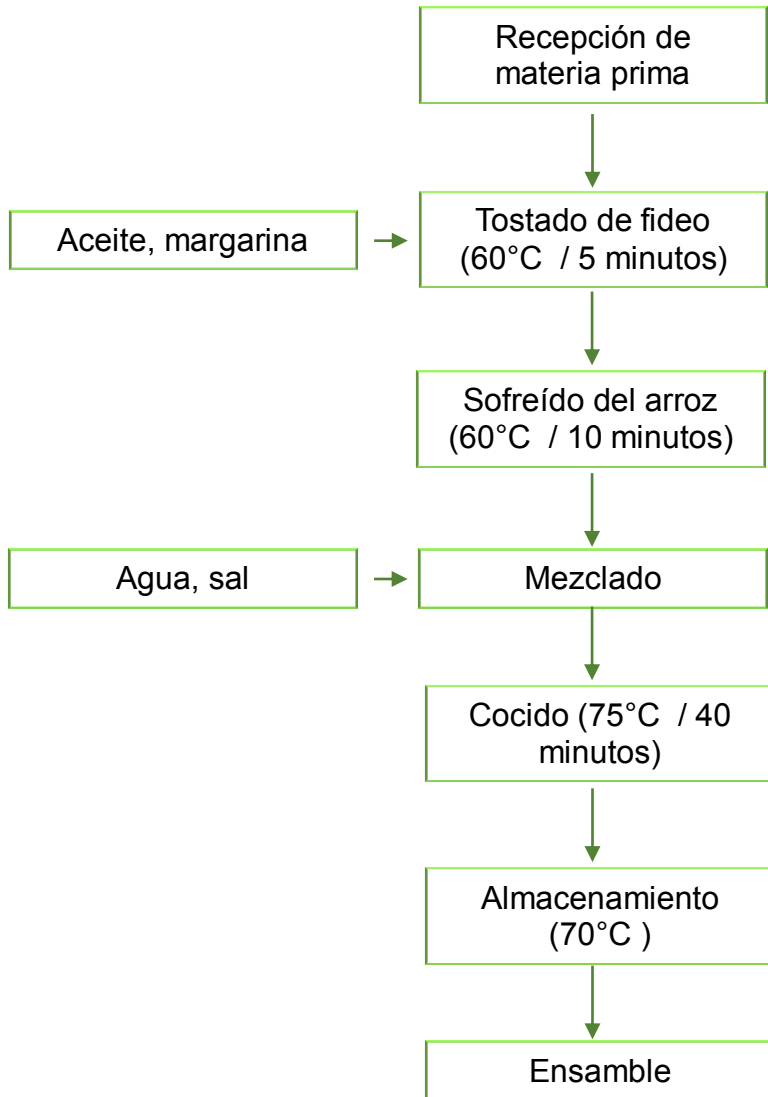 Recepción de
materia prima
Aceite, margarina
Tostado de fideo
(60°C / 5 minutos)
Sofreído del arroz
(60°C / 10 minutos)
Agua, sal
Mezclado
Cocido (75°C / 40
minutos)
Almacenamiento
(70°C )
Ensamble